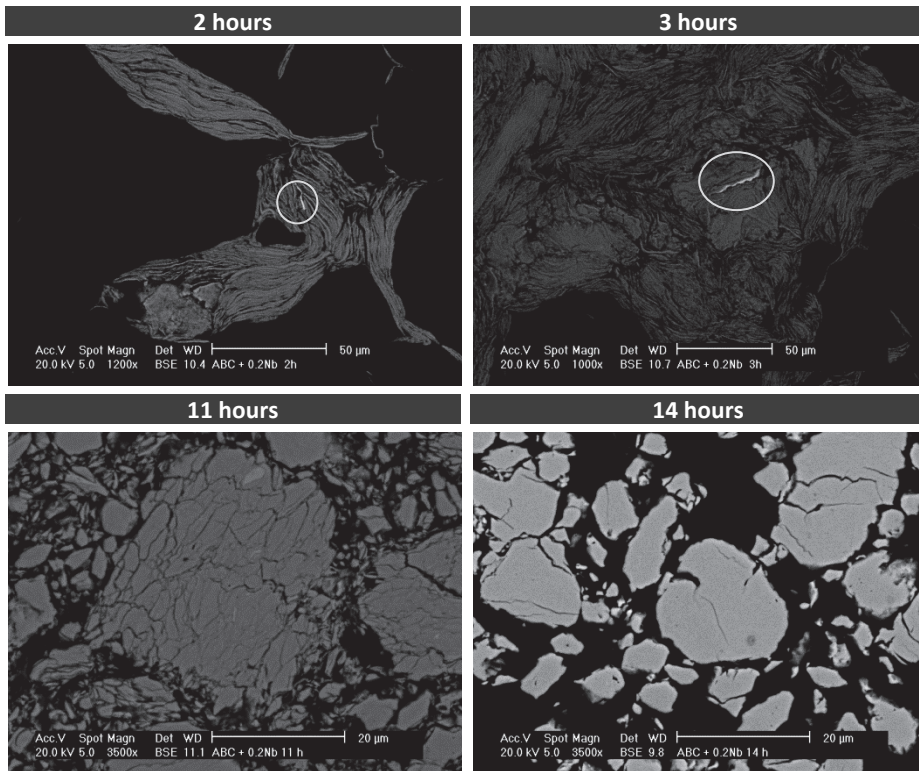 2 hours
3 hours
Acc.V Spot Magn Det WD 50 µm
20.0 kV 5.0 1200x BSE 10.4 ABC + 0.2Nb 2h
Acc.V Spot Magn Det WD 50 µm
20.0 kV 5.0 1000x BSE 10.7 ABC + 0.2Nb 3h
11 hours
14 hours
Acc.V Spot Magn Det WD 20 µm
20.0 kV 5.0 3500x BSE 11.1 ABC + 0.2Nb 11 h
Acc.V Spot Magn Det WD 20 µm
20.0 kV 5.0 3500x BSE 9.8 ABC + 0.2Nb 14 h